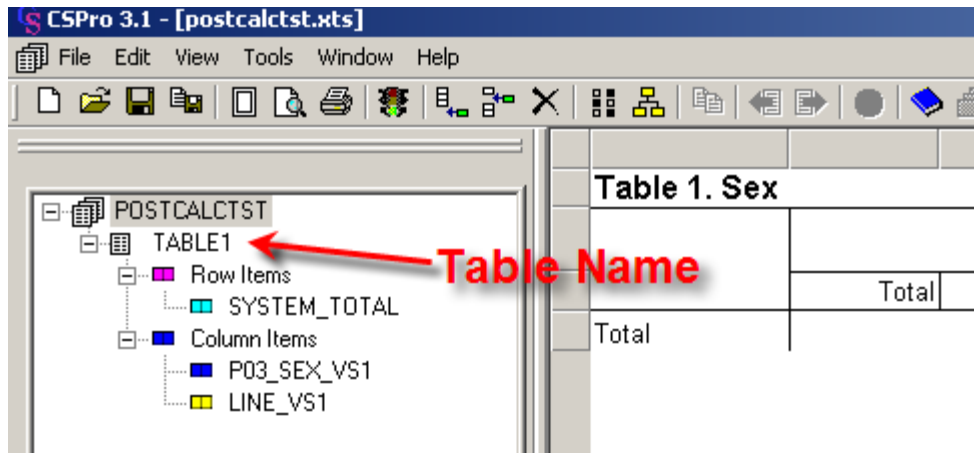 CSPro 3.1 - [postcalctst.xts]
File Edit View Tools Window Help
Table 1. Sex
POSTCALCTST
TABLE1
Table Name
Row Items
Total
SYSTEM_TOTAL
Total
Column Items
P03_SEX_VS1
LINE_VS1